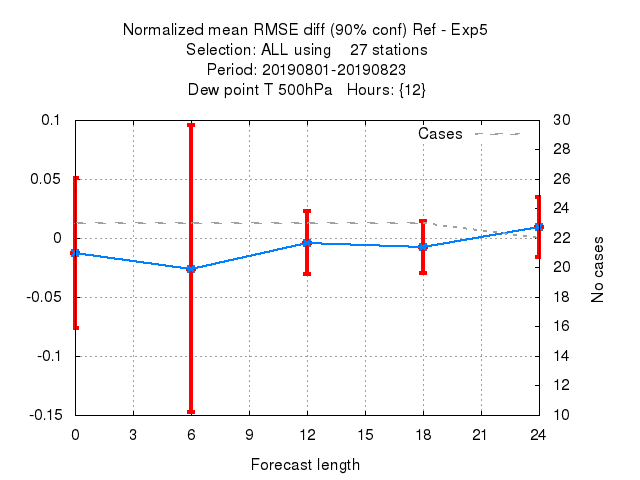 Normalized mean RMSE diff (90% conf) Ref - Exp5
Selection: ALL using 27 stations
Period: 20190801-20190823
Dew point T 500hPa Hours: {12}
Cases
0.1
0.05
0
-0.05
-0.1
-0.15
30
28
26
24
22
20
18
16
14
12
10
No cases
0 3 6 9 12 15 18 21 24
Forecast length